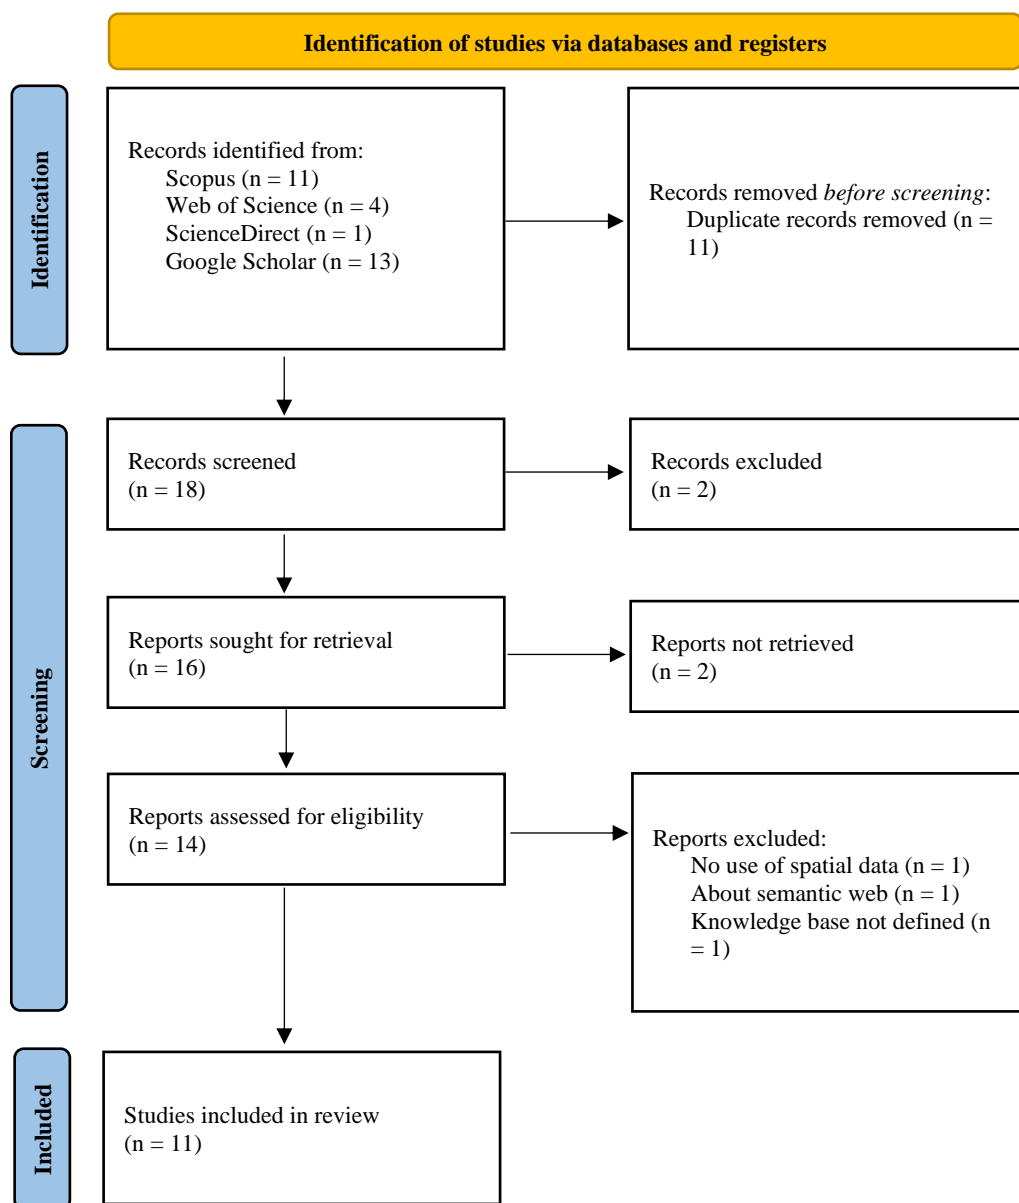 Identification of studies via databases and registers
Identification
Records identified from:
Scopus (n = 11)
Web of Science (n = 4)
ScienceDirect (n = 1)
Google Scholar (n = 13)
Records removed before screening:
Duplicate records removed (n =
11)
Screening
Records screened
(n = 18)
Records excluded
(n = 2)
Reports sought for retrieval
(n = 16)
Reports not retrieved
(n = 2)
Reports assessed for eligibility
(n = 14)
Reports excluded:
No use of spatial data (n = 1)
About semantic web (n = 1)
Knowledge base not defined (n
= 1)
Included
Studies included in review
(n = 11)